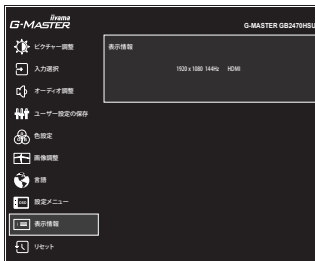 iiyama
G-MASTER
G-MASTER GB2470HSU
ピクチャー調整
表示情報
1920 x 1080 144Hz HDMI
入力選択
オーディオ調整
ユーザー設定の保存
色設定
画像調整
言語
OSD 設定メニュー
表示情報
リセット